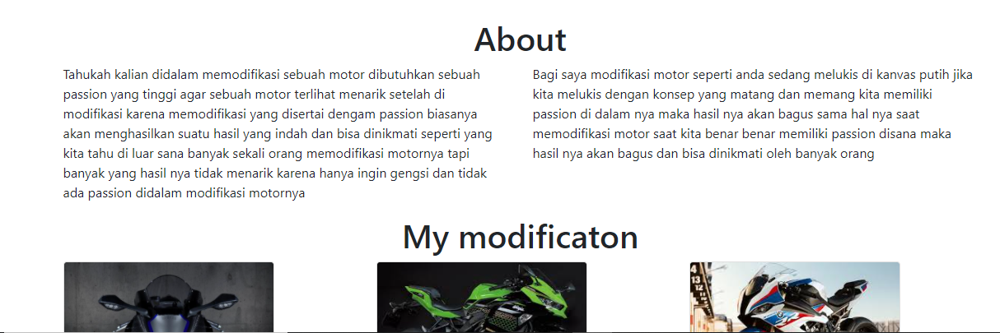 About
Tahukah kalian didalam memodifikasi sebuah motor dibutuhkan sebuah
passion yang tinggi agar sebuah motor terlihat menarik setelah di
modifikasi karena memodifikasi yang disertai dengam passion biasanya
akan menghasilkan suatu hasil yang indah dan bisa dinikmati seperti yang
kita tahu di luar sana banyak sekali orang memodifikasi motornya tapi
banyak yang hasil nya tidak menarik karena hanya ingin gengsi dan tidak
ada passion didalam modifikasi motornya
Bagi saya modifikasi motor seperti anda sedang melukis di kanvas putih jika
kita melukis dengan konsep yang matang dan memang kita memiliki
passion di dalam nya maka hasil nya akan bagus sama hal nya saat
memodifikasi motor saat kita benar benar memiliki passion disana maka
hasil nya akan bagus dan bisa dinikmati oleh banyak orang
My modificaton
4
13
12